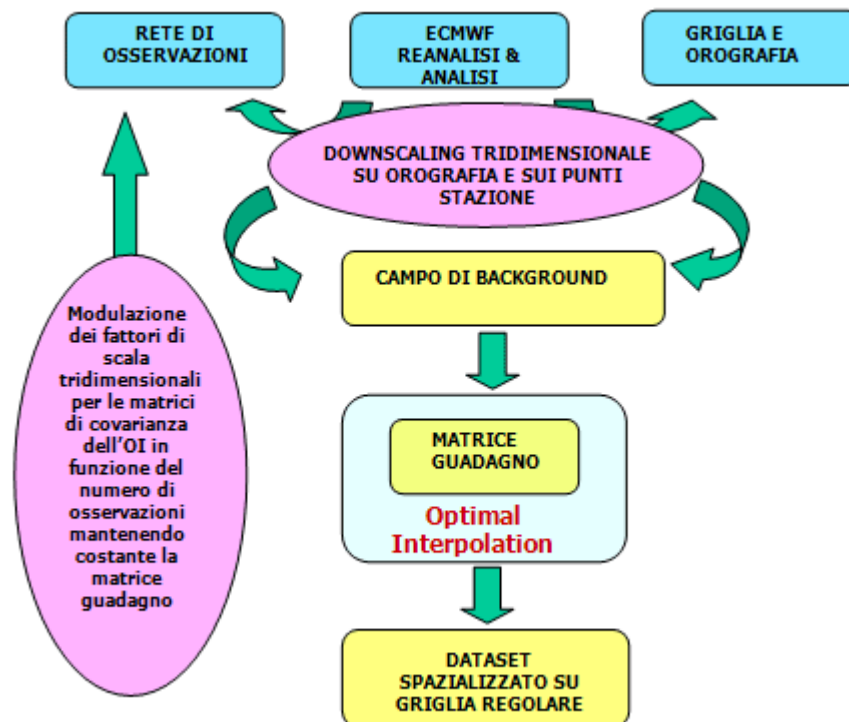 RETE DI
OSSERVAZIONI
ECMWF
REANALISI &
ANALISI
GRIGLIA E
OROGRAFIA
DOWNSCALING TRIDIMENSIONALE
SU OROGRAFIA E SUI PUNTI
STAZIONE
CAMPO DI BACKGROUND
Modulazione
dei fattori di
scala
tridimensionali
per le matrici
di covarianza
dell'OI in
funzione del
numero di
osservazioni
mantenendo
costante la
matrice
guadagno
MATRICE
GUADAGNO
Optimal
Interpolation
DATASET
SPAZIALIZZATO SU
GRIGLIA REGOLARE